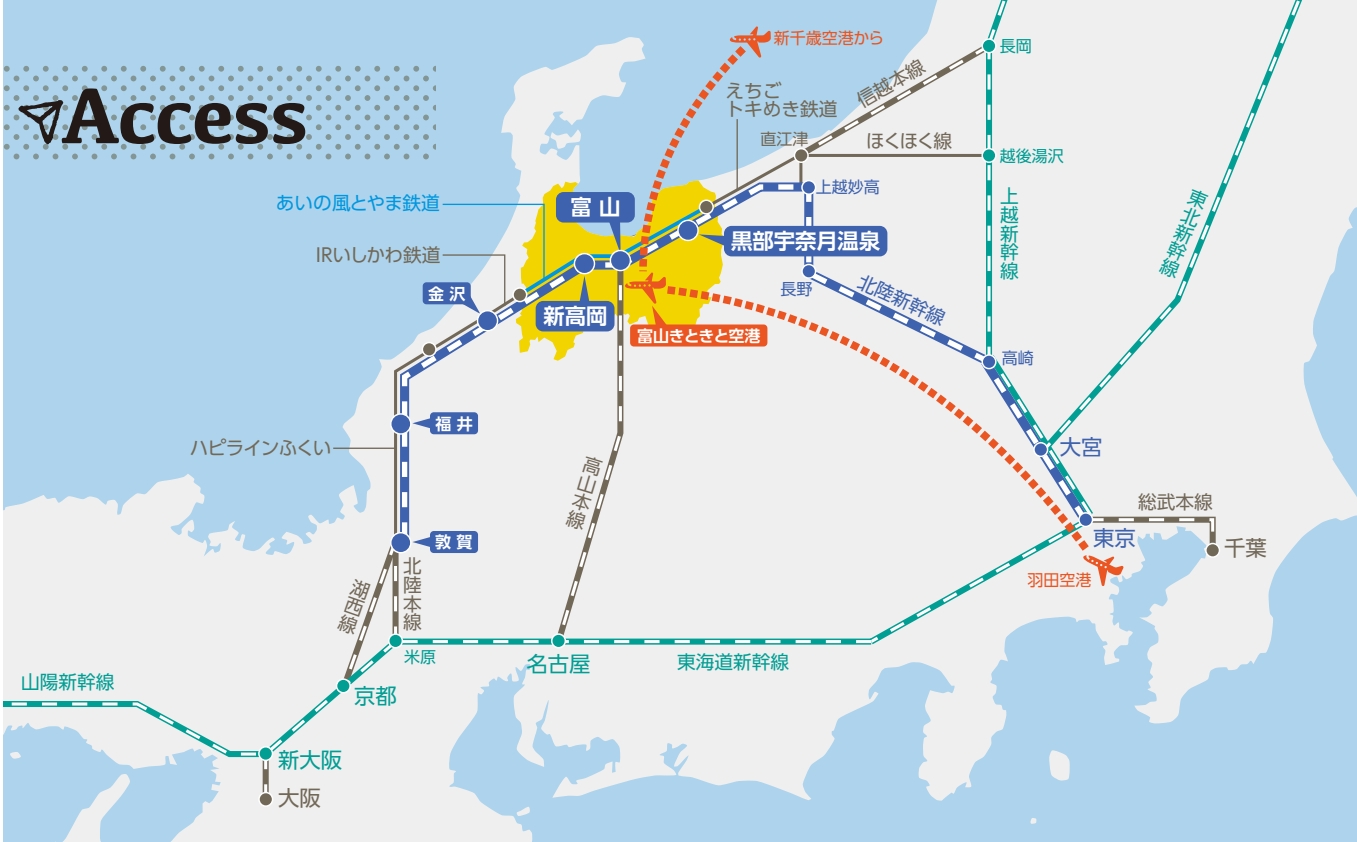 Access
新千歳空港から
長岡
信越本線
えちご
トキめき鉄道
直江津
ほくほく線
越後湯沢
上越妙高
上越新幹線
東北新幹線
あいの風とやま鉄道
富山
黒部宇奈月温泉
IRいしかわ鉄道
金沢
新高岡
富山きときと空港
長野
北陸新幹線
高崎
福井
ハピラインふくい
高山本線
大宮
総武本線
敦賀
東京
千葉
羽田空港
湖西線
北陸本線
米原
名古屋
東海道新幹線
山陽新幹線
京都
新大阪
大阪